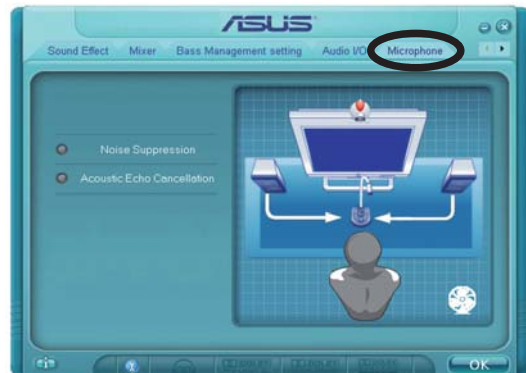 ASUS
Sound Effect Mixer Bass Management setting Audio I/O Microphone
Noise Suppression
Acoustic Echo Cancellation
OK